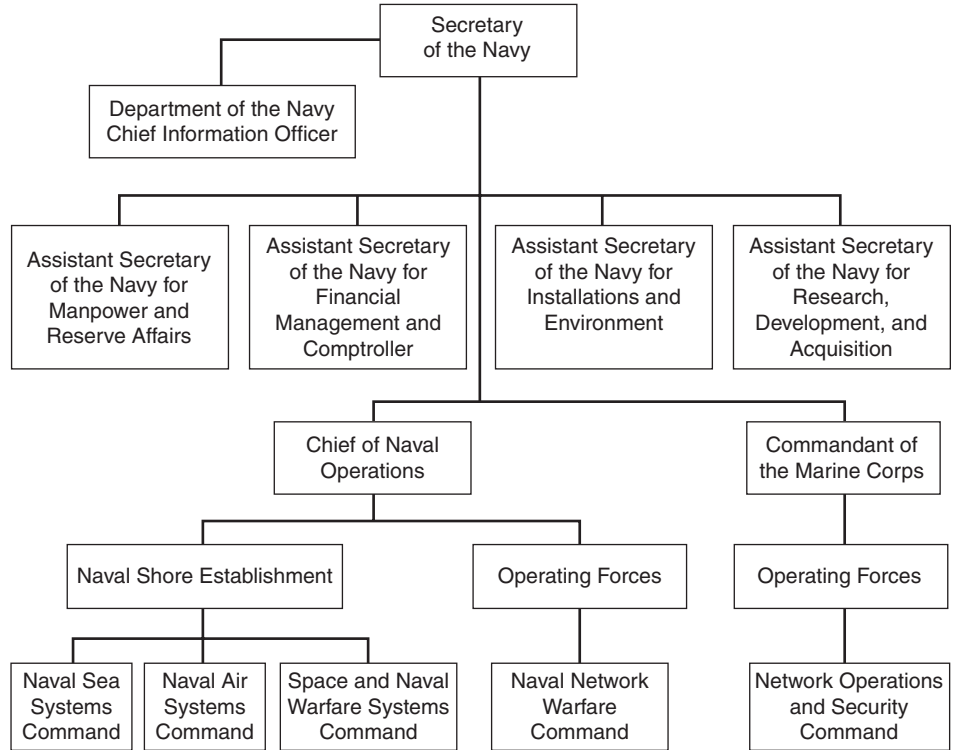 Secretary
of the Navy
Department of the Navy
Chief Information Officer
Assistant Secretary
of the Navy for
Manpower and
Reserve Affairs
Assistant Secretary
of the Navy for
Financial
Management and
Comptroller
Assistant Secretary
of the Navy for
Installations and
Environment
Assistant Secretary
of the Navy for
Research,
Development, and
Acquisition
Chief of Naval
Operations
Commandant of
the Marine Corps
Naval Shore Establishment
Operating Forces
Operating Forces
Naval Sea
Systems
Command
Naval Air
Systems
Command
Space and Naval
Warfare Systems
Command
Naval Network
Warfare
Command
Network Operations
and Security
Command